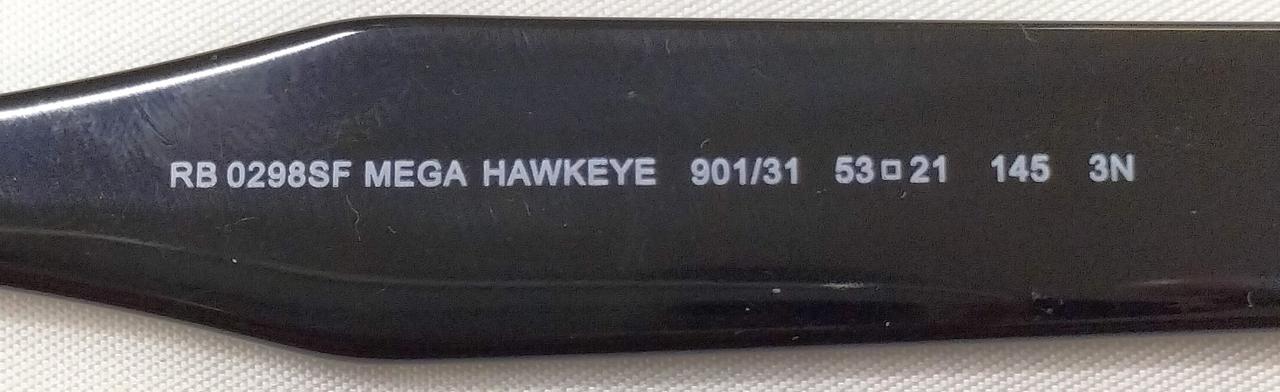 RB 0298SF MEGA HAWKEYE 901/31 53□21 145 3N